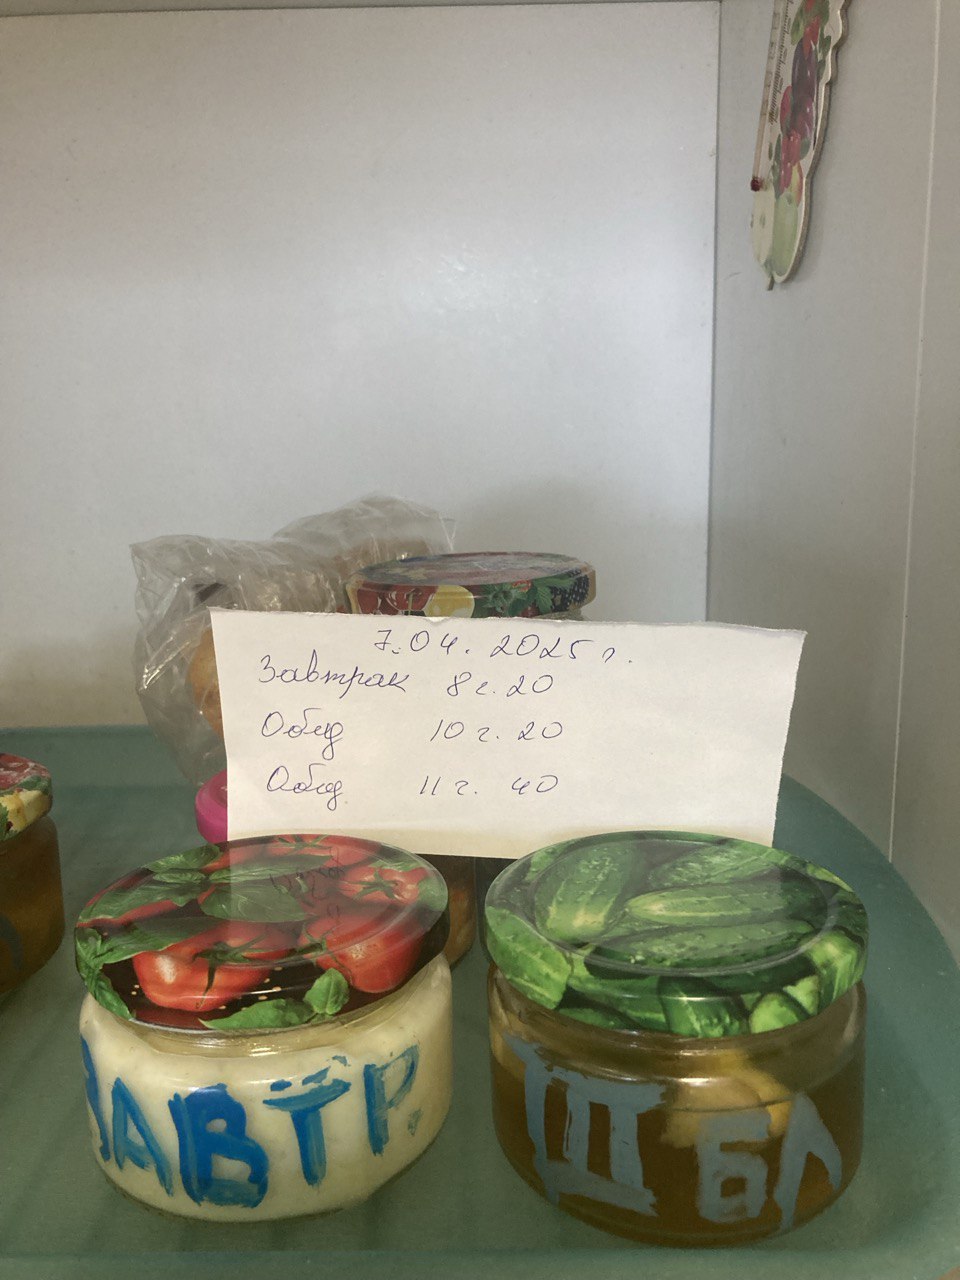 7.04.2025 г.
Завтрак 8 г. 20
Обед 10 г. 20
Обед 11 г. 40
ЗАВТР
III БЛ